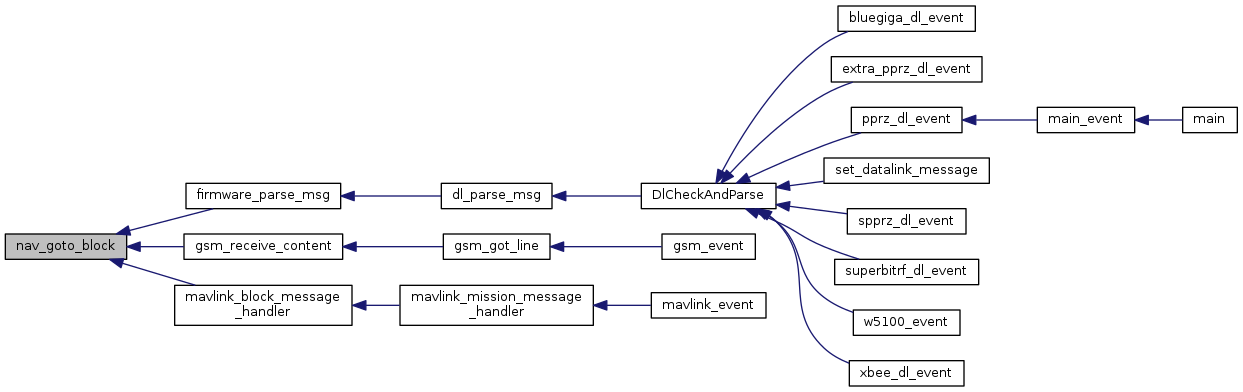 bluegiga_dl_event
extra_pprz_dl_event
pprz_dl_event
main_event
main
set_datalink_message
firmware_parse_msg
dl_parse_msg
DlCheckAndParse
spprz_dl_event
nav_goto_block
gsm_receive_content
gsm_got_line
gsm_event
superbitrf_dl_event
mavlink_block_message
_handler
mavlink_mission_message
_handler
mavlink_event
w5100_event
xbee_dl_event